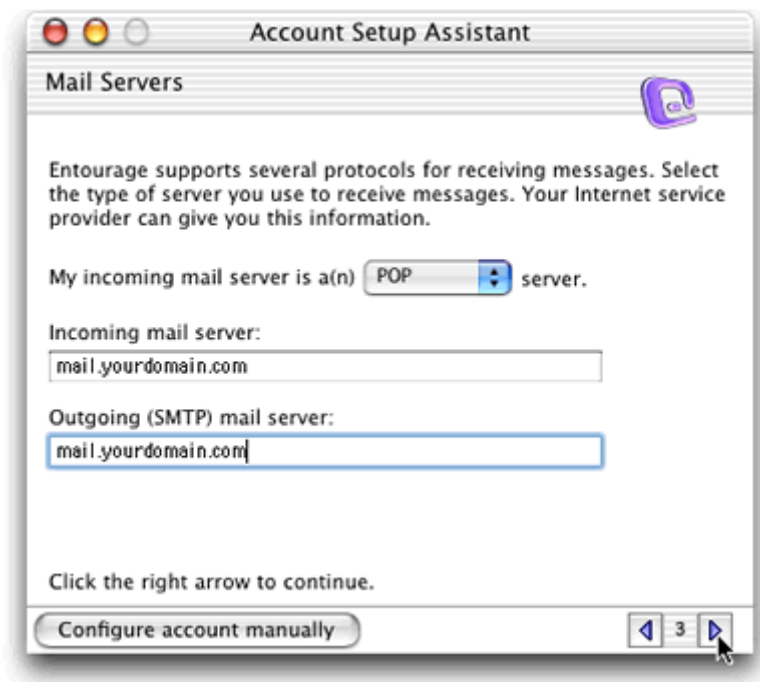 Account Setup Assistant
Mail Servers
Entourage supports several protocols for receiving messages. Select
the type of server you use to receive messages. Your Internet service
provider can give you this information.
My incoming mail server is a(n) POP server.
Incoming mail server:
mail.yourdomain.com
Outgoing (SMTP) mail server:
mail.yourdomain.com
Click the right arrow to continue.
Configure account manually 3